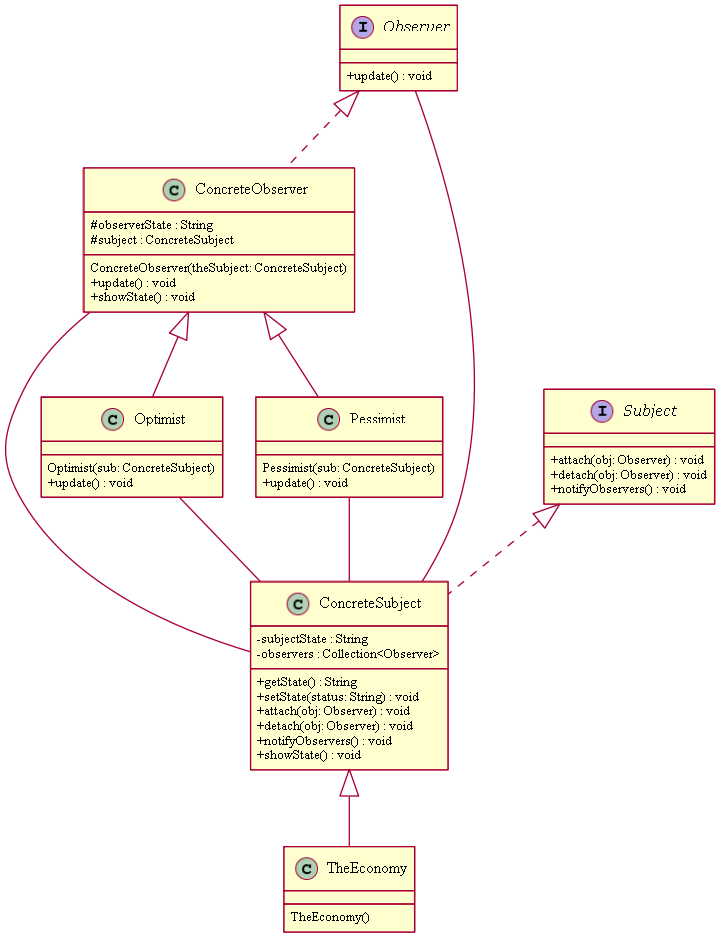 I Observer
+update() : void
C ConcreteObserver
#observerState : String
#subject : ConcreteSubject
ConcreteObserver(theSubject: ConcreteSubject)
+update() : void
+showState() : void
C Optimist
Optimist(sub: ConcreteSubject)
+update() : void
C Pessimist
Pessimist(sub: ConcreteSubject)
+update() : void
I Subject
+attach(obj: Observer) : void
+detach(obj: Observer) : void
+notifyObservers() : void
C ConcreteSubject
-subjectState : String
-observers : Collection<Observer>
+getState() : String
+setState(status: String) : void
+attach(obj: Observer) : void
+detach(obj: Observer) : void
+notifyObservers() : void
+showState() : void
C TheEconomy
TheEconomy()